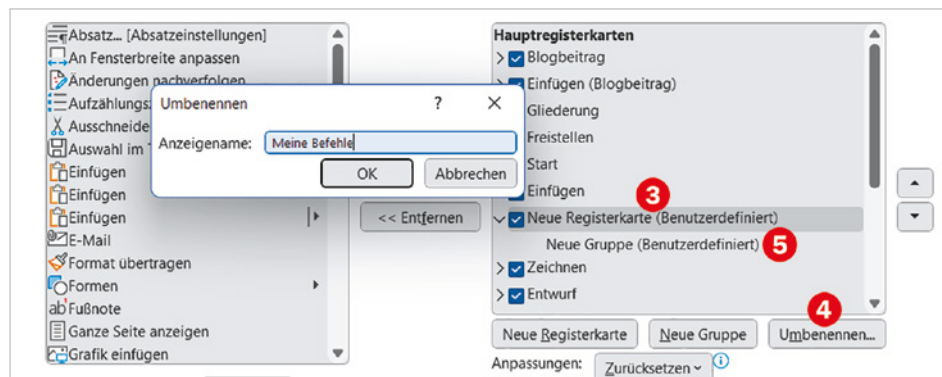 Absatz... [Absatzeinstellungen]
An Fensterbreite anpassen
Änderungen nachverfolgen
Ausschneide
Auswahl im
Einfügen
Einfügen
Einfügen
E-Mail
Format übertragen
Formen
ab Fußnote
Ganze Seite anzeigen
Grafik einfügen
Umbenennen ?
Anzeigename: Meine Befehle
OK Abbrechen
<< Entfernen
Hauptregisterkarten
Blogbeitrag
Einfügen (Blogbeitrag)
Gliederung
Freistellen
Start
Einfügen
3
Neue Registerkarte (Benutzerdefiniert)
Neue Gruppe (Benutzerdefiniert) 5
Zeichnen
Entwurf
4
Neue Registerkarte Neue Gruppe Umbenennen...
Anpassungen: Zurücksetzen